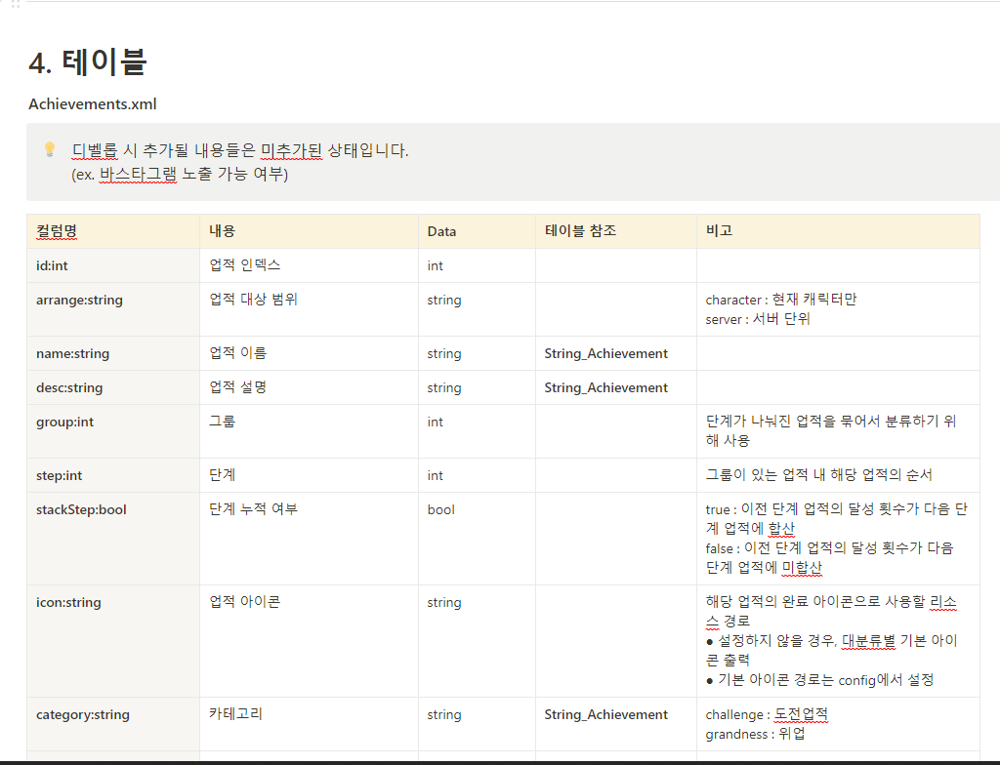 4. 테이블
Achievements.xml
디벨롭 시 추가될 내용들은 미추가된 상태입니다.
(ex. 바스타그램 노출 가능 여부)
컬럼명 내용 Data 테이블 참조 비고
id:int 업적 인덱스 int
arrange:string 업적 대상 범위 string character : 현재 캐릭터만
server : 서버 단위
name:string 업적 이름 string String_Achievement
desc:string 업적 설명 string String_Achievement
group:int 그룹 int 단계가 나눠진 업적을 묶어서 분류하기 위
해 사용
step:int 단계 int 그룹이 있는 업적 내 해당 업적의 순서
stackStep:bool 단계 누적 여부 bool true : 이전 단계 업적의 달성 횟수가 다음 단
계 업적에 합산
false : 이전 단계 업적의 달성 횟수가 다음
단계 업적에 미합산
icon:string 업적 아이콘 string 해당 업적의 완료 아이콘으로 사용할 리소
스 경로
● 설정하지 않을 경우, 대분류별 기본 아이
콘 출력
● 기본 아이콘 경로는 config에서 설정
category:string 카테고리 string String_Achievement challenge : 도전업적
grandness : 위업